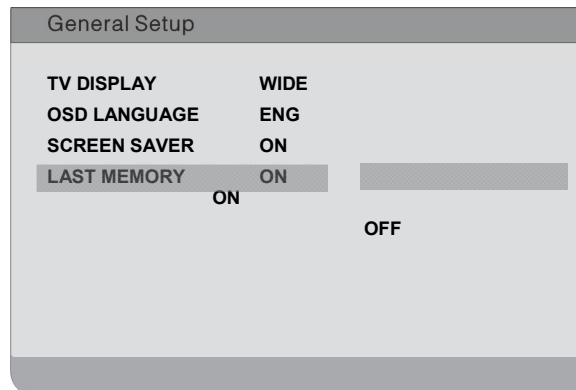 General Setup
TV DISPLAY WIDE
OSD LANGUAGE ENG
SCREEN SAVER ON
LAST MEMORY ON
ON
OFF